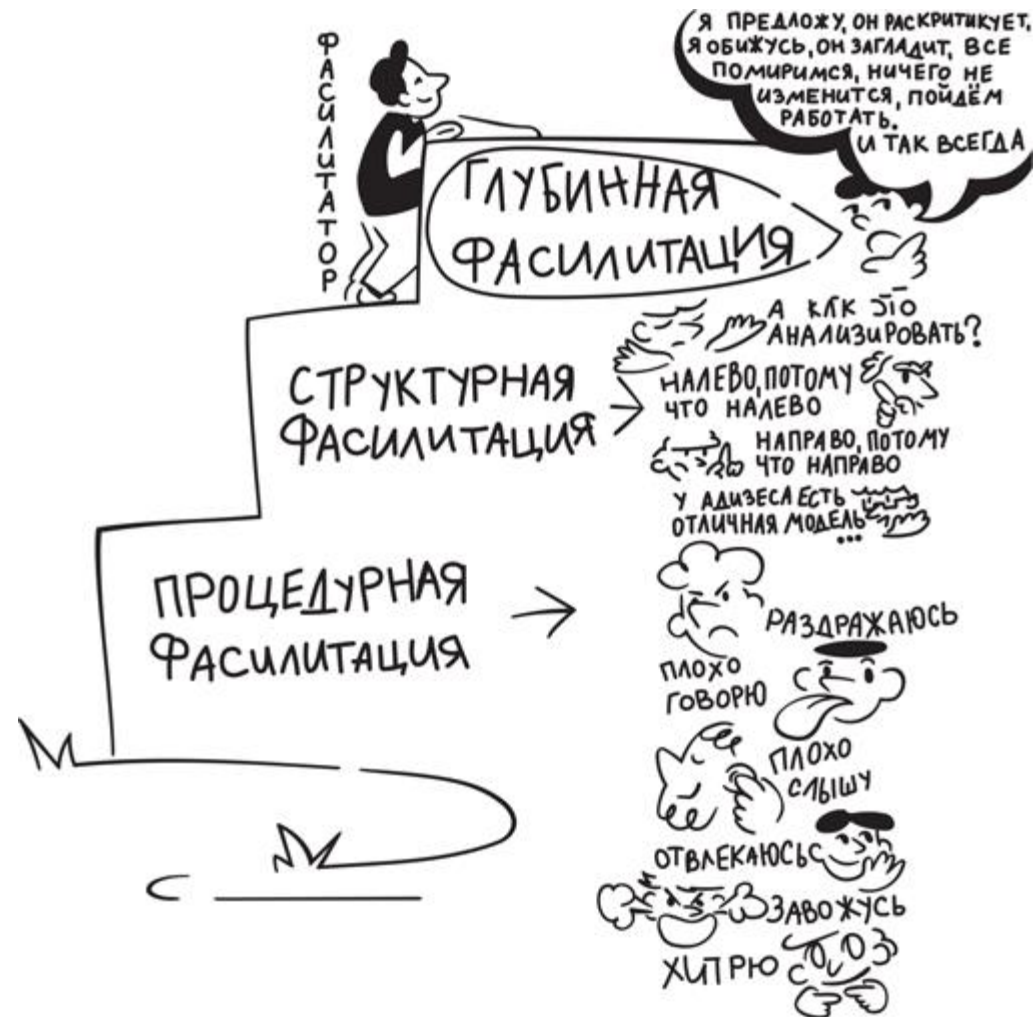 ФАСИЛИТАТОР
Я ПРЕДЛОЖУ, ОН РАСКРИТИКУЕТ,
Я ОБИЖУСЬ, ОН ЗАГЛАДИТ, ВСЕ
ПОМИРИМСЯ, НИЧЕГО НЕ
ИЗМЕНИТСЯ, ПОЙДЁМ
РАБОТАТЬ.
И ТАК ВСЕГДА
ГЛУБИННАЯ
ФАСИЛИТАЦИЯ
СТРУКТУРНАЯ
ФАСИЛИТАЦИЯ
А КАК ЭТО
АНАЛИЗИРОВАТЬ?
НАЛЕВО, ПОТОМУ
ЧТО НАЛЕВО
НАПРАВО, ПОТОМУ
ЧТО НАПРАВО
У АДИЗЕСА ЕСТЬ
ОТЛИЧНАЯ МОДЕЛЬ
...
ПРОЦЕДУРНАЯ
ФАСИЛИТАЦИЯ
РАЗДРАЖАЮСЬ
ПЛОХО
ГОВОРЮ
ПЛОХО
СЛЫШУ
ОТВЛЕКАЮСЬ
ЗАВОЖУСЬ
ХИТРЮ